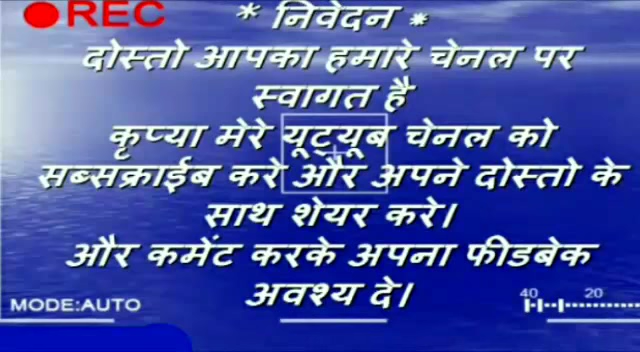 REC
* निवेदन *
दोस्तो आपका हमारे चेनल पर
स्वागत है
कृप्या मेरे यूट्यूब चेनल को
सब्सक्राईब करे और अपने दोस्तो के
साथ शेयर करे।
और कमेंट करके अपना फीडबेक
अवश्य दे।
MODE:AUTO
40 20